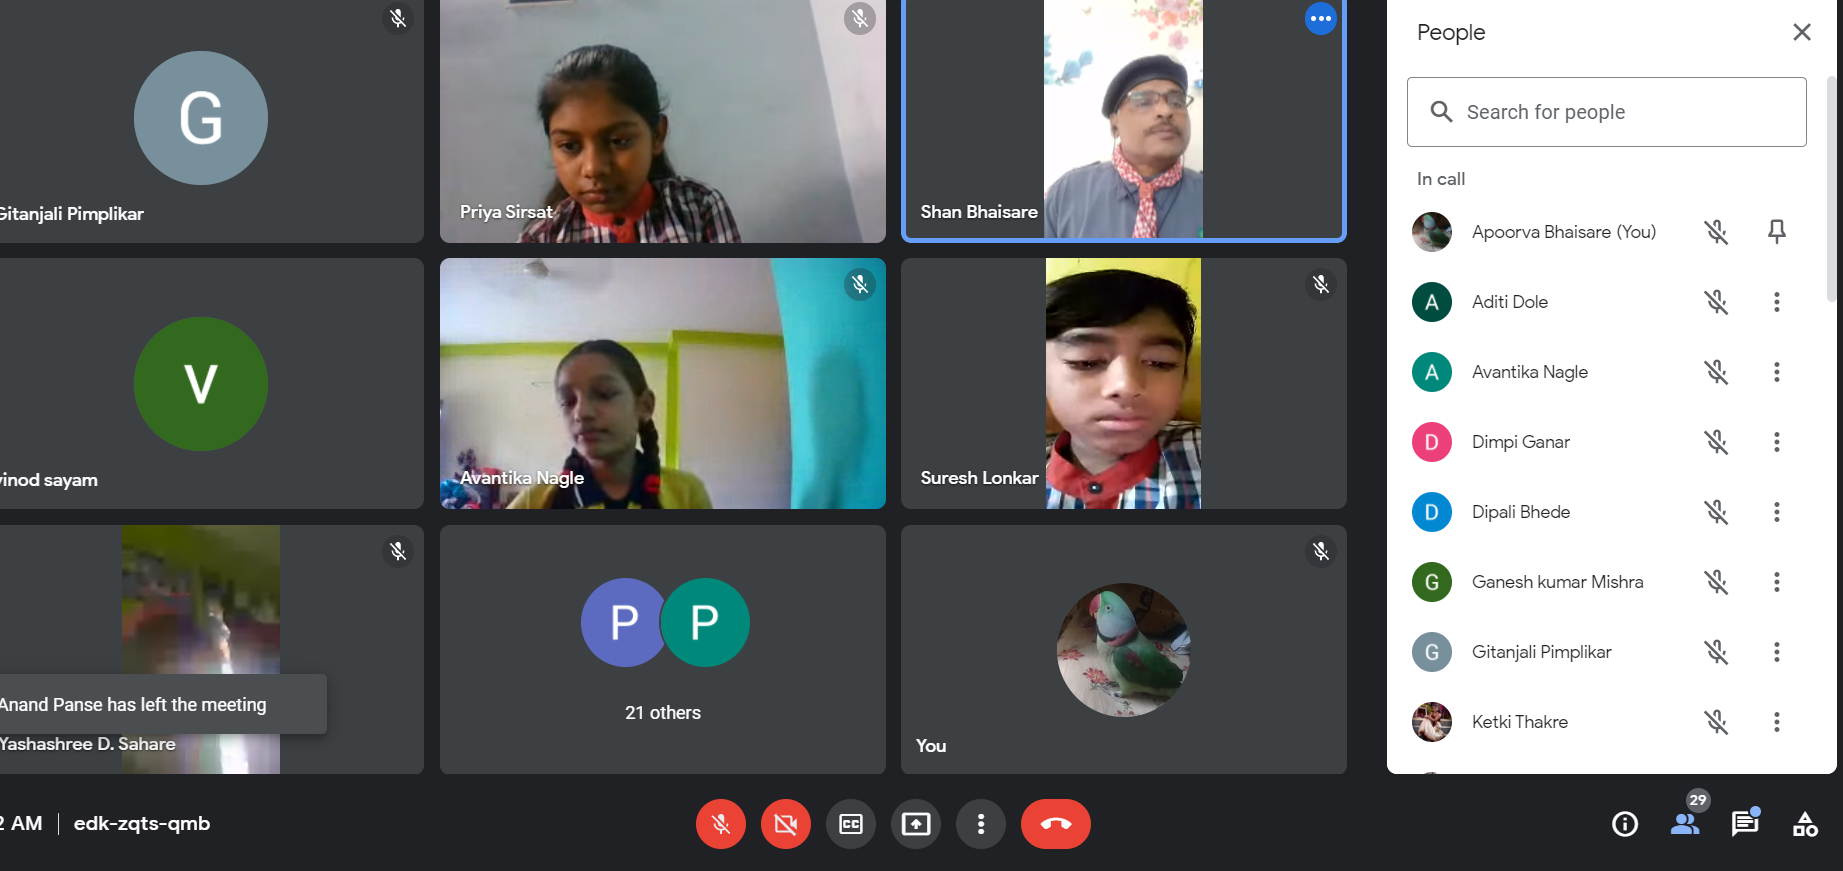 G
Gitanjali Pimplikar
Priya Sirsat
Shan Bhaisare
V
vinod sayam
Avantika Nagle
Suresh Lonkar
Anand Panse has left the meeting
Yashashree D. Sahare
P P
21 others
You
2 AM | edk-zqts-qmb
CC
People
Search for people
In call
Apoorva Bhaisare (You)
A Aditi Dole
A Avantika Nagle
D Dimpi Ganar
D Dipali Bhede
G Ganesh kumar Mishra
G Gitanjali Pimplikar
Ketki Thakre
29